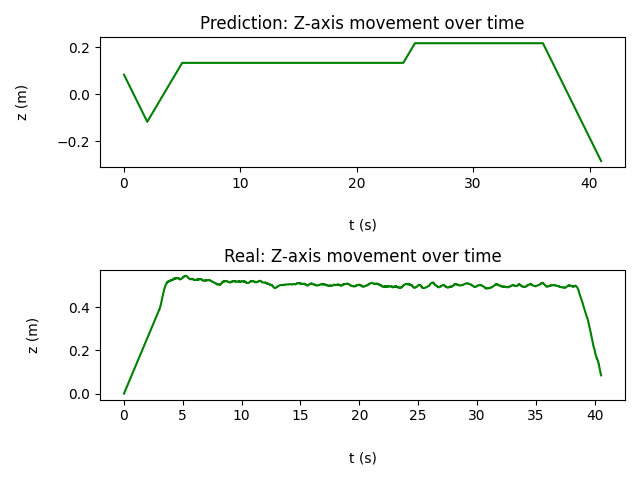 Prediction: Z-axis movement over time
z (m)
0.2
0.0
−0.2
0 10 20 30 40
t (s)
Real: Z-axis movement over time
z (m)
0.4
0.2
0.0
0 5 10 15 20 25 30 35 40
t (s)